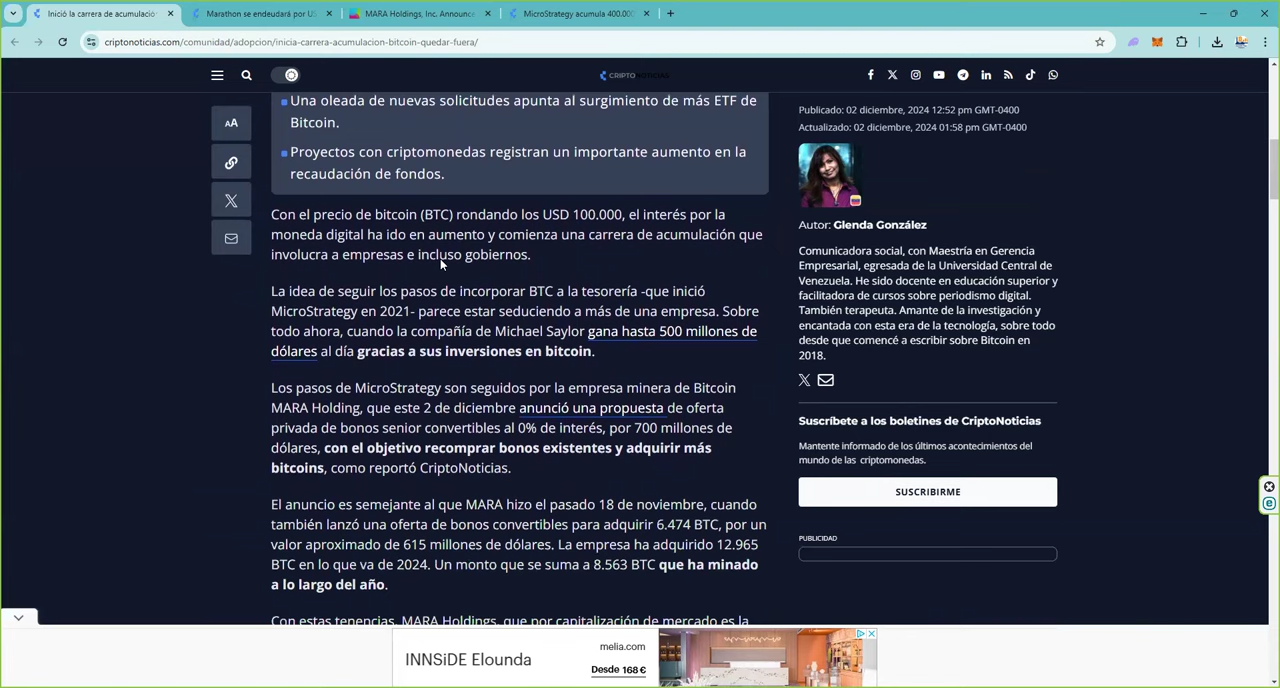 Inició la carrera de acumulació
Marathon se endeudará por U
MARA Holdings, Inc. Announce
MicroStrategy acumula 400.000
criptonoticias.com/comunidad/adopcion/inicia-carrera-acumulacion-bitcoin-quedar-fuera/
CRIPTONOTICIAS
AA
Una oleada de nuevas solicitudes apunta al surgimiento de más ETF de
Bitcoin.
Proyectos con criptomonedas registran un importante aumento en la
recaudación de fondos.
Con el precio de bitcoin (BTC) rondando los USD 100.000, el interés por la
moneda digital ha ido en aumento y comienza una carrera de acumulación que
involucra a empresas e incluso gobiernos.
La idea de seguir los pasos de incorporar BTC a la tesorería -que inició
MicroStrategy en 2021- parece estar seduciendo a más de una empresa. Sobre
todo ahora, cuando la compañía de Michael Saylor gana hasta 500 millones de
dólares al día gracias a sus inversiones en bitcoin.
Los pasos de MicroStrategy son seguidos por la empresa minera de Bitcoin
MARA Holding, que este 2 de diciembre anunció una propuesta de oferta
privada de bonos senior convertibles al 0% de interés, por 700 millones de
dólares, con el objetivo recomprar bonos existentes y adquirir más
bitcoins, como reportó CriptoNoticias.
El anuncio es semejante al que MARA hizo el pasado 18 de noviembre, cuando
también lanzó una oferta de bonos convertibles para adquirir 6.474 BTC, por un
valor aproximado de 615 millones de dólares. La empresa ha adquirido 12.965
BTC en lo que va de 2024. Un monto que se suma a 8.563 BTC que ha minado
a lo largo del año.
Con estas tendencias, MARA Holdings, que por capitalización de mercado es la
Publicado: 02 diciembre, 2024 12:52 pm GMT-0400
Actualizado: 02 diciembre, 2024 01:58 pm GMT-0400
Autor: Glenda González
Comunicadora social, con Maestría en Gerencia
Empresarial, egresada de la Universidad Central de
Venezuela. He sido docente en educación superior y
facilitadora de cursos sobre periodismo digital.
También terapeuta. Amante de la investigación y
encantada con esta era de la tecnología, sobre todo
desde que comencé a escribir sobre Bitcoin en
2018.
Suscríbete a los boletines de CriptoNoticias
Mantente informado de los últimos acontecimientos del
mundo de las criptomonedas.
SUSCRIBIRME
PUBLICIDAD
INNSiDE Elounda
melia.com
Desde 168 €